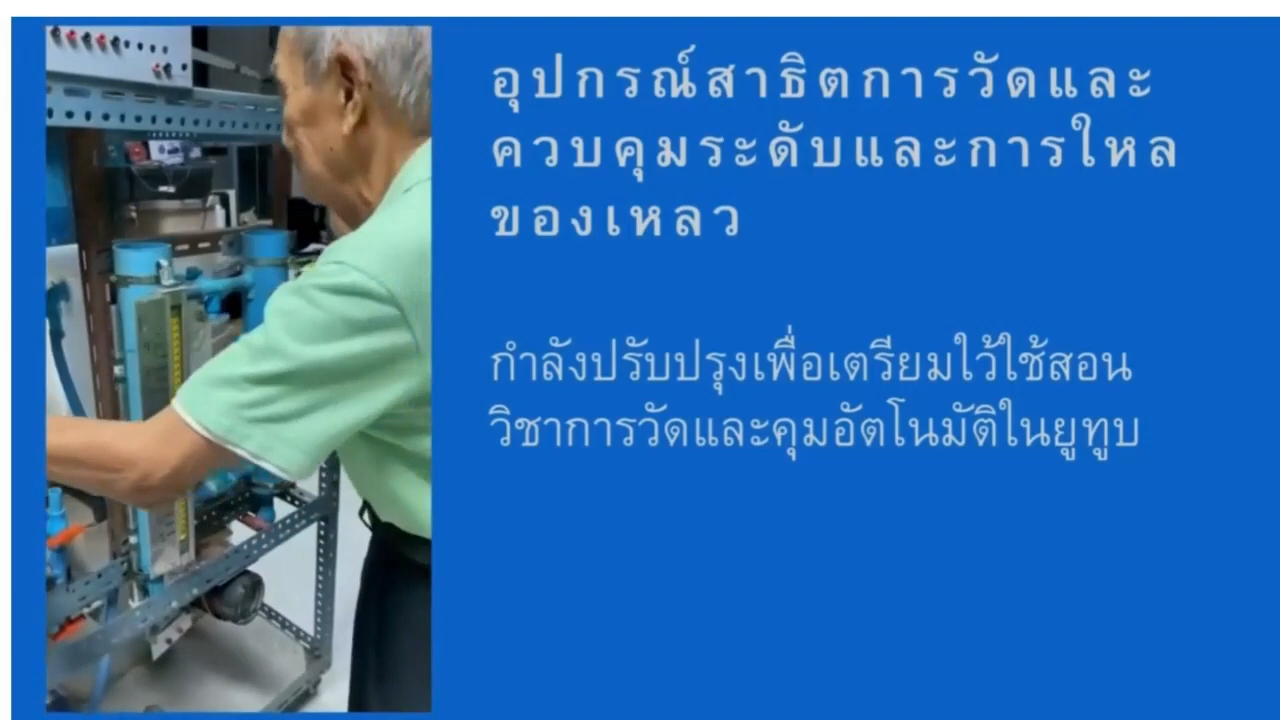 อุปกรณ์สาธิตการวัดและ
ควบคุมระดับและการใหล
ของเหลว
กำลังปรับปรุงเพื่อเตรียมใว้ใช้สอน
วิชาการวัดและคุมอัตโนมัติในยูทูบ